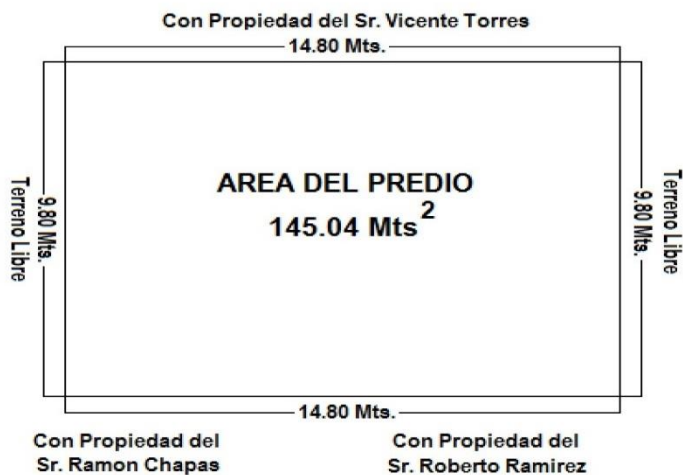 Con Propiedad del Sr. Vicente Torres
14.80 Mts.
Terreno Libre
9.80 Mts.
AREA DEL PREDIO
145.04 Mts²
9.80 Mts.
Terreno Libre
14.80 Mts.
Con Propiedad del
Sr. Ramon Chapas
Con Propiedad del
Sr. Roberto Ramirez